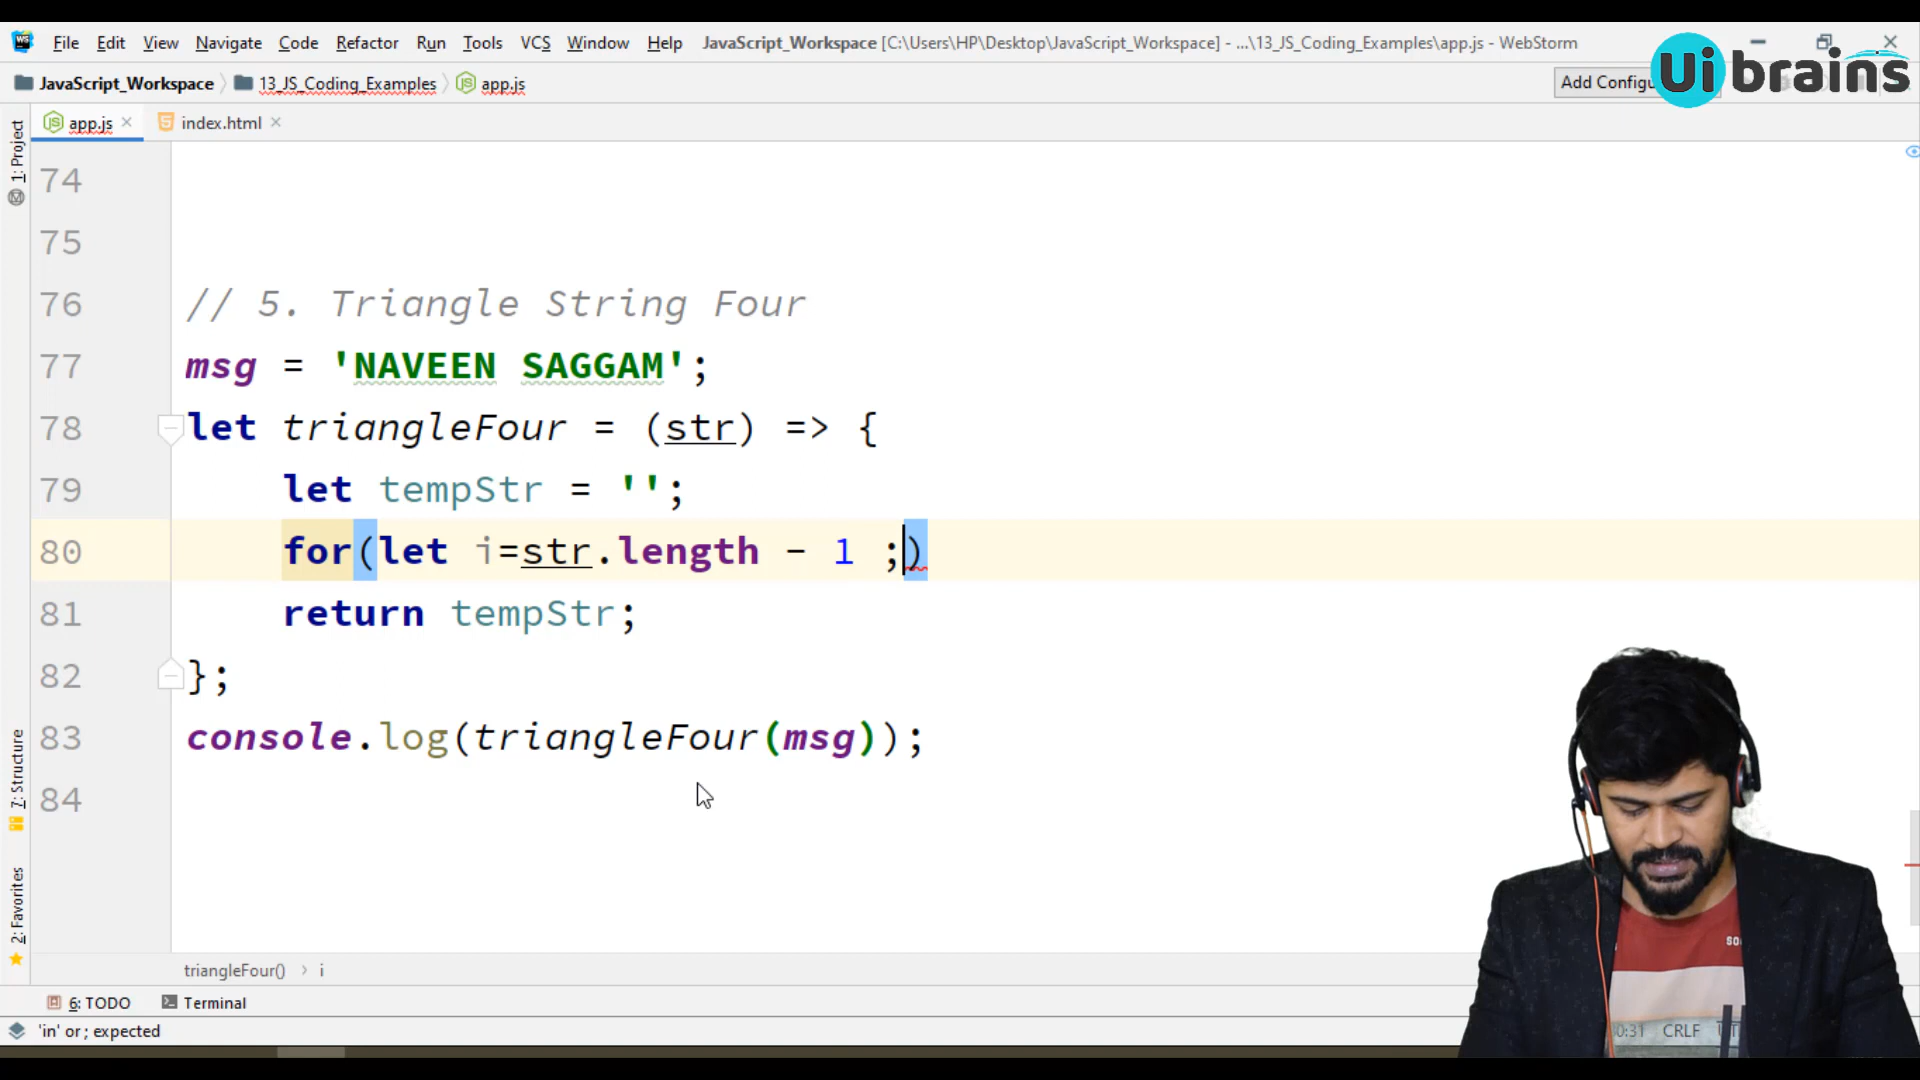 File Edit View Navigate Code Refactor Run Tools VCS Window Help JavaScript_Workspace [C:\Users\HP\Desktop\JavaScript_Workspace] - ...\13_JS_Coding_Examples\app.js - WebStorm
JavaScript_Workspace 13_JS_Coding_Examples app.js
Add Configu
Ui brains
app.js index.html
1: Project
74
75
76 // 5. Triangle String Four
77 msg = 'NAVEEN SAGGAM';
78 let triangleFour = (str) => {
79 let tempStr = '';
80 for(let i=str.length - 1 ;)
81 return tempStr;
82 };
83 console.log(triangleFour(msg));
84
7: Structure
2: Favorites
triangleFour() › i
6: TODO Terminal
'in' or ; expected
0:31 CRLF